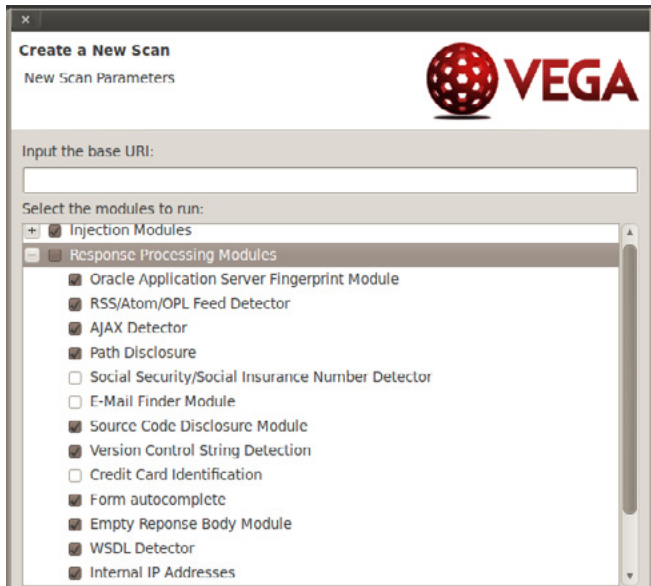 Create a New Scan
New Scan Parameters
VEGA
Input the base URI:
Select the modules to run:
Injection Modules
Response Processing Modules
Oracle Application Server Fingerprint Module
RSS/Atom/OPL Feed Detector
AJAX Detector
Path Disclosure
Social Security/Social Insurance Number Detector
E-Mail Finder Module
Source Code Disclosure Module
Version Control String Detection
Credit Card Identification
Form autocomplete
Empty Reponse Body Module
WSDL Detector
Internal IP Addresses